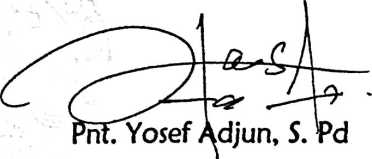 Pnt. Yosef Adjun, S. Pd